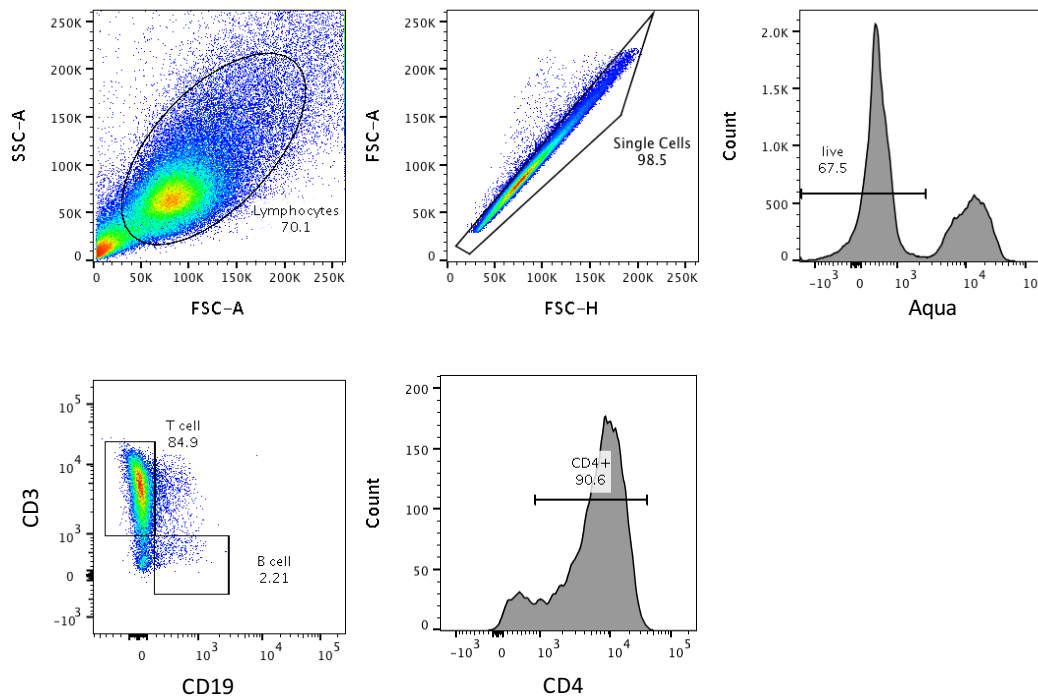 250K
200K
150K
100K
50K
0
SSC-A
Lymphocytes
70.1
0 50K 100K 150K 200K 250K
FSC-A
250K
200K
150K
100K
50K
0
FSC-A
Single Cells
98.5
0 50K 100K 150K 200K 250K
FSC-H
2.0K
1.5K
1.0K
500
0
Count
live
67.5
-10³ 0 10³ 10⁴
Aqua
10⁵
10⁴
10³
0
-10³
CD3
T cell
84.9
B cell
2.21
0 10³ 10⁴ 10⁵
CD19
200
150
100
50
0
Count
CD4+
90.6
-10³ 0 10³ 10⁴ 10⁵
CD4